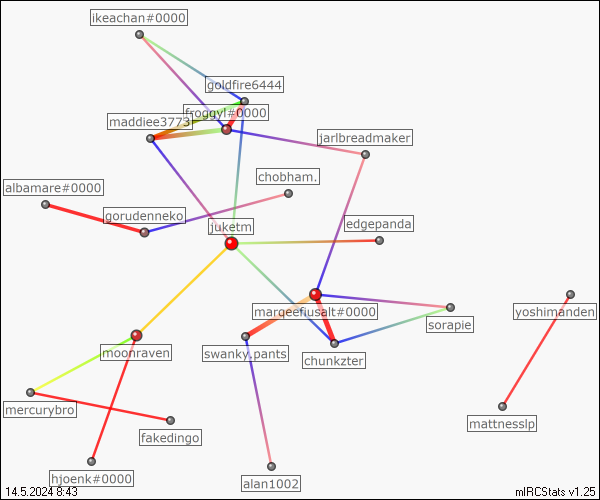 ikeachan#0000
goldfire6444
froggyl#0000
maddiee3773
jarlbreadmaker
chobham.
albamare#0000
gorudenneko
juketm
edgepanda
marqeefiusalt#0000
yoshimanden
sorapie
moonraven
swanky.pants
chunkzter
mercurybro
mattnesslp
fakedingo
hjoenk#0000
alan1002
14.5.2024 8:43
mIRCStats v1.25